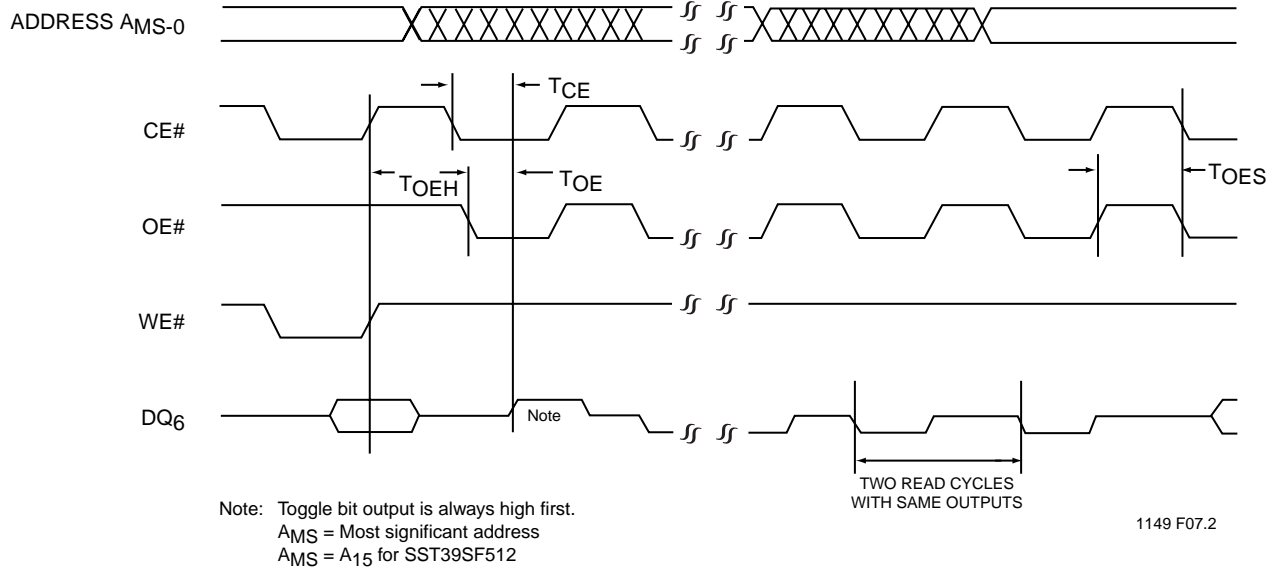 ADDRESS AMS-0
TCE
CE#
TOEH
TOE
TOES
OE#
WE#
DQ6
Note
TWO READ CYCLES
WITH SAME OUTPUTS
Note: Toggle bit output is always high first.
AMS = Most significant address
AMS = A15 for SST39SF512
1149 F07.2